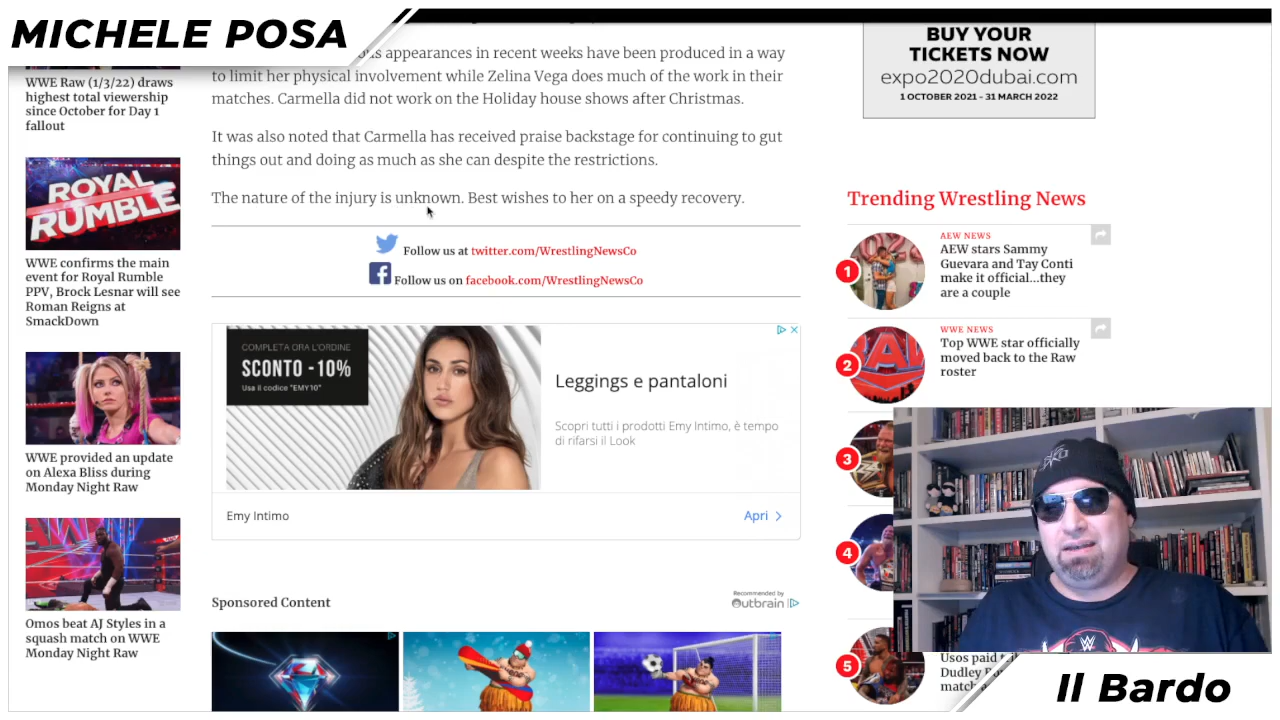 MICHELE POSA
WWE Raw (1/3/22) draws
highest total viewership
since October for Day 1
fallout
ROYAL
RUMBLE
WWE confirms the main
event for Royal Rumble
PPV, Brock Lesnar will see
Roman Reigns at
SmackDown
WWE provided an update
on Alexa Bliss during
Monday Night Raw
Omos beat AJ Styles in a
squash match on WWE
Monday Night Raw
appearances in recent weeks have been produced in a way
to limit her physical involvement while Zelina Vega does much of the work in their
matches. Carmella did not work on the Holiday house shows after Christmas.
It was also noted that Carmella has received praise backstage for continuing to gut
things out and doing as much as she can despite the restrictions.
The nature of the injury is unknown. Best wishes to her on a speedy recovery.
Follow us at twitter.com/WrestlingNewsCo
Follow us on facebook.com/WrestlingNewsCo
COMPLETA ORA L'ORDINE
SCONTO -10%
Usa il codice "EMY10"
Leggings e pantaloni
Scopri tutti i prodotti Emy Intimo, è tempo
di rifarsi il Look
Emy Intimo
Apri
Sponsored Content
Recommended by
Outbrain
BUY YOUR
TICKETS NOW
expo2020dubai.com
1 OCTOBER 2021 - 31 MARCH 2022
Trending Wrestling News
1
AEW NEWS
AEW stars Sammy
Guevara and Tay Conti
make it official...they
are a couple
2
WWE NEWS
Top WWE star officially
moved back to the Raw
roster
3
4
5
Usos paid
Dudley
match
Il Bardo